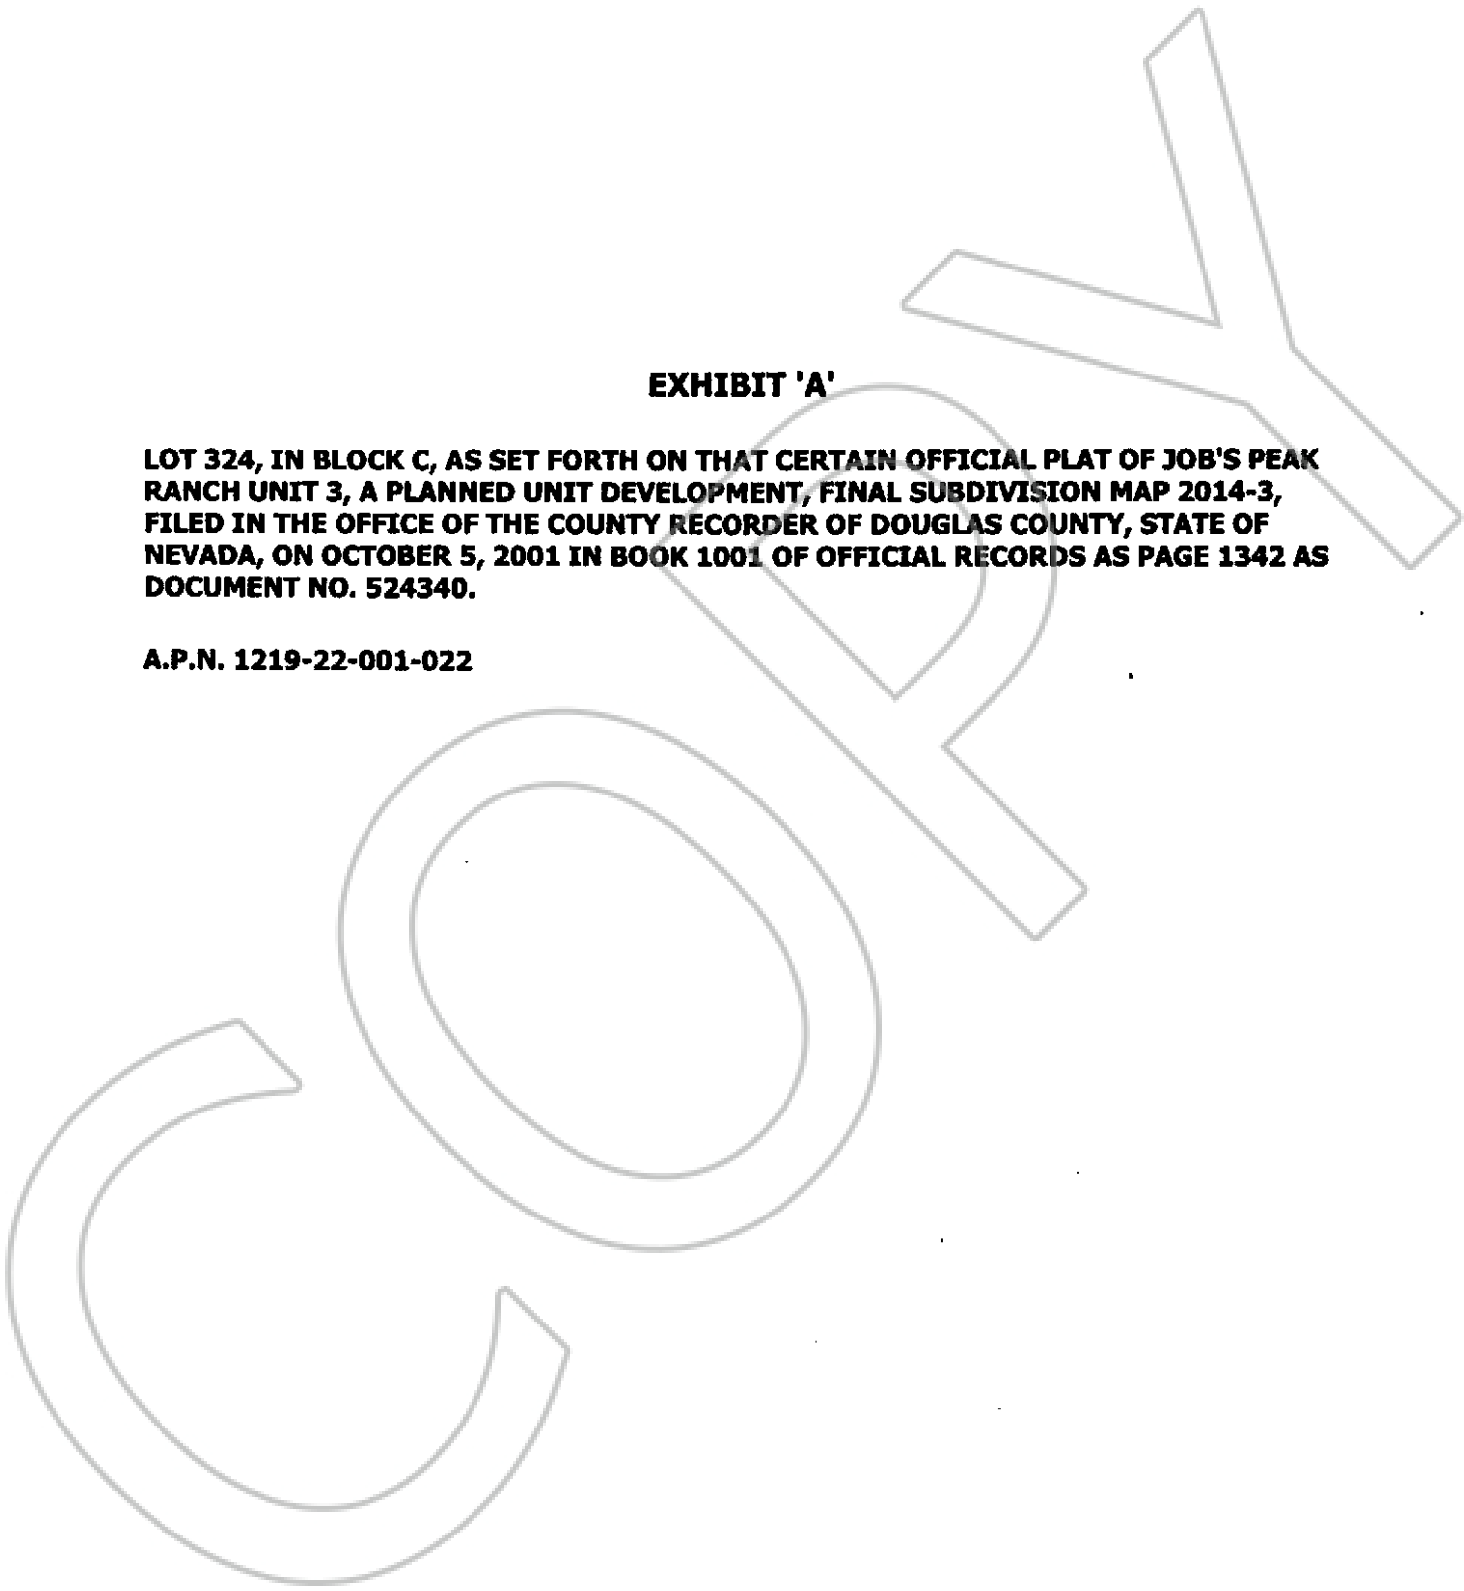 EXHIBIT 'A'
LOT 324, IN BLOCK C, AS SET FORTH ON THAT CERTAIN OFFICIAL PLAT OF JOB'S PEAK
RANCH UNIT 3, A PLANNED UNIT DEVELOPMENT, FINAL SUBDIVISION MAP 2014-3,
FILED IN THE OFFICE OF THE COUNTY RECORDER OF DOUGLAS COUNTY, STATE OF
NEVADA, ON OCTOBER 5, 2001 IN BOOK 1001 OF OFFICIAL RECORDS AS PAGE 1342 AS
DOCUMENT NO. 524340.
A.P.N. 1219-22-001-022
COPY